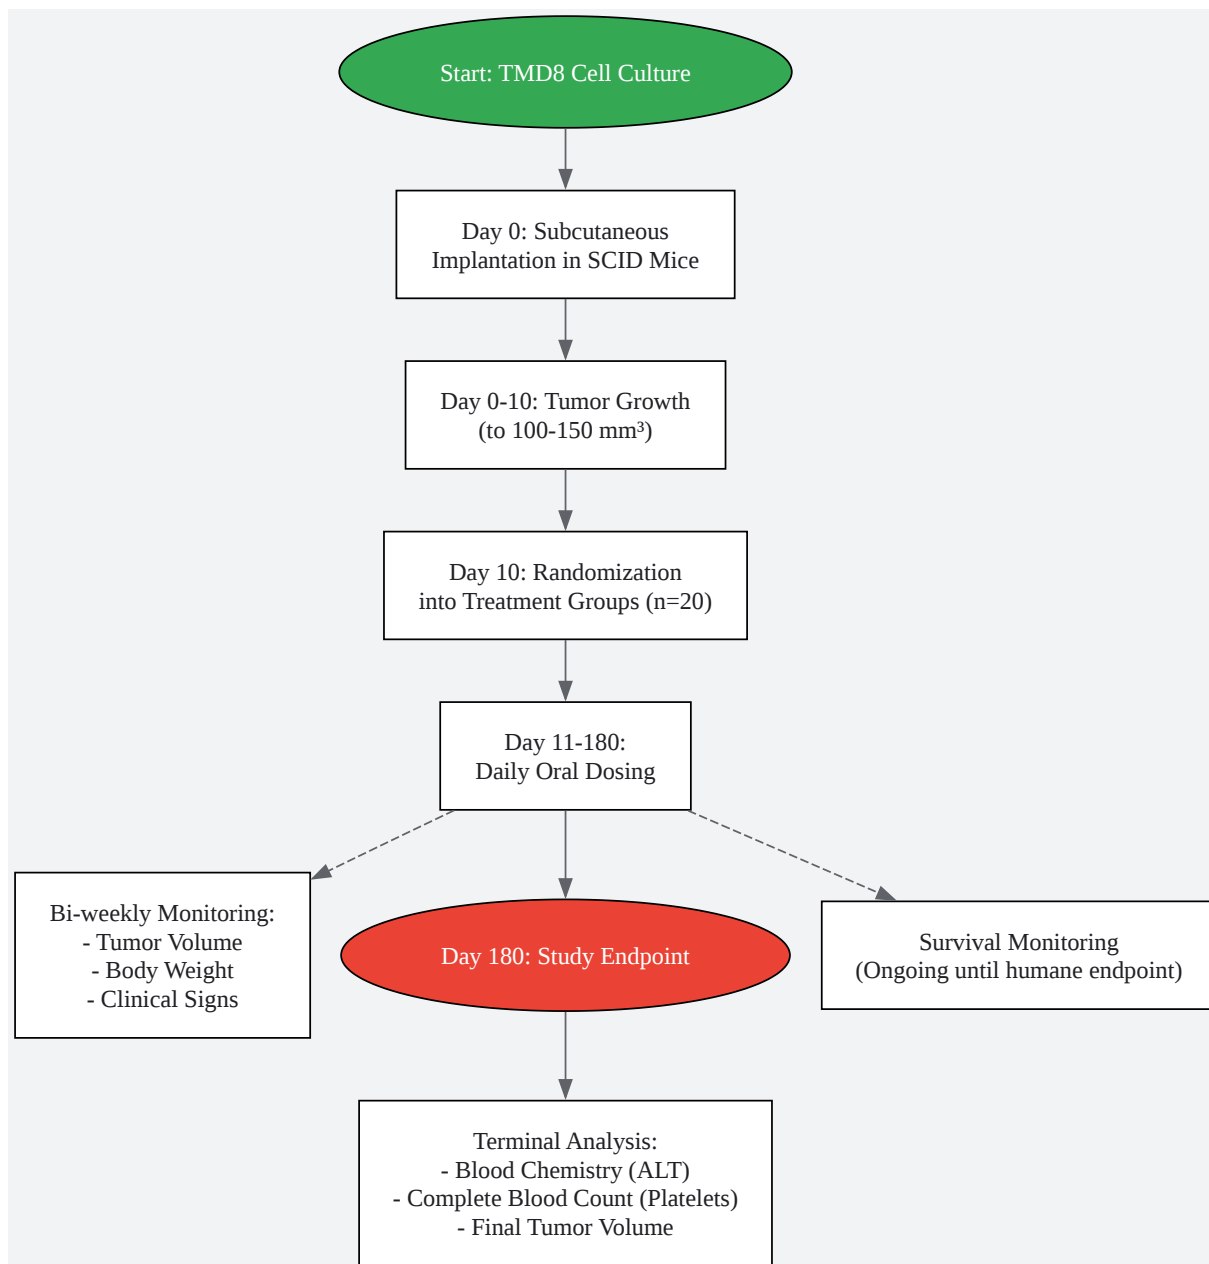 Start: TMD8 Cell Culture
Day 0: Subcutaneous
Implantation in SCID Mice
Day 0-10: Tumor Growth
(to 100-150 mm³)
Day 10: Randomization
into Treatment Groups (n=20)
Day 11-180:
Daily Oral Dosing
Bi-weekly Monitoring:
- Tumor Volume
- Body Weight
- Clinical Signs
Day 180: Study Endpoint
Survival Monitoring
(Ongoing until humane endpoint)
Terminal Analysis:
- Blood Chemistry (ALT)
- Complete Blood Count (Platelets)
- Final Tumor Volume